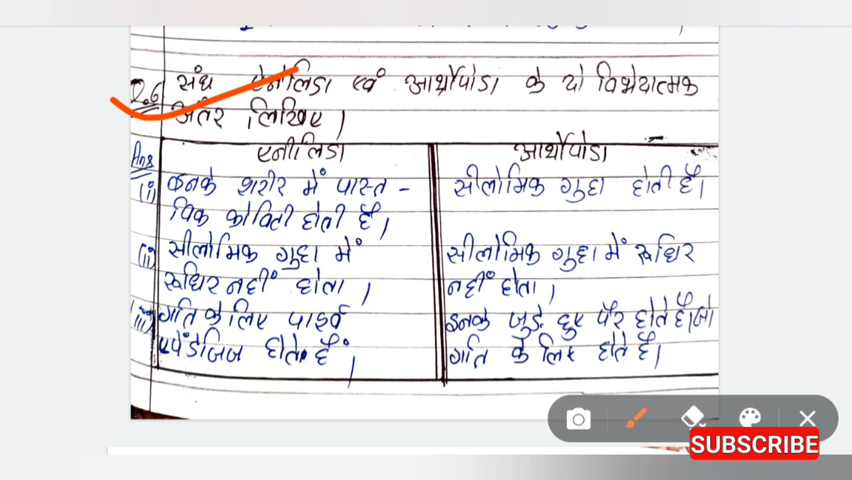 Q.6 संघ ऐनेलिडा एवं आर्थोपोडा के दो विभेदात्मक
अंतर लिखिए।
Ans एनीलिडा आर्थोपोडा
(i) इनके शरीर में वास्त- सीलोमिक गुहा होती है।
विक कोविटी होती है।
(ii) सीलोमिक गुहा में सीलोमिक गुहा में रूधिर
रूधिर नहीं होता। नहीं होता।
(iii) गति के लिए पार्श्व इनके जुड़े हुए पैर होते है।जो
एपेंडेजिज होते हैं। गति के लिए होते है।
SUBSCRIBE